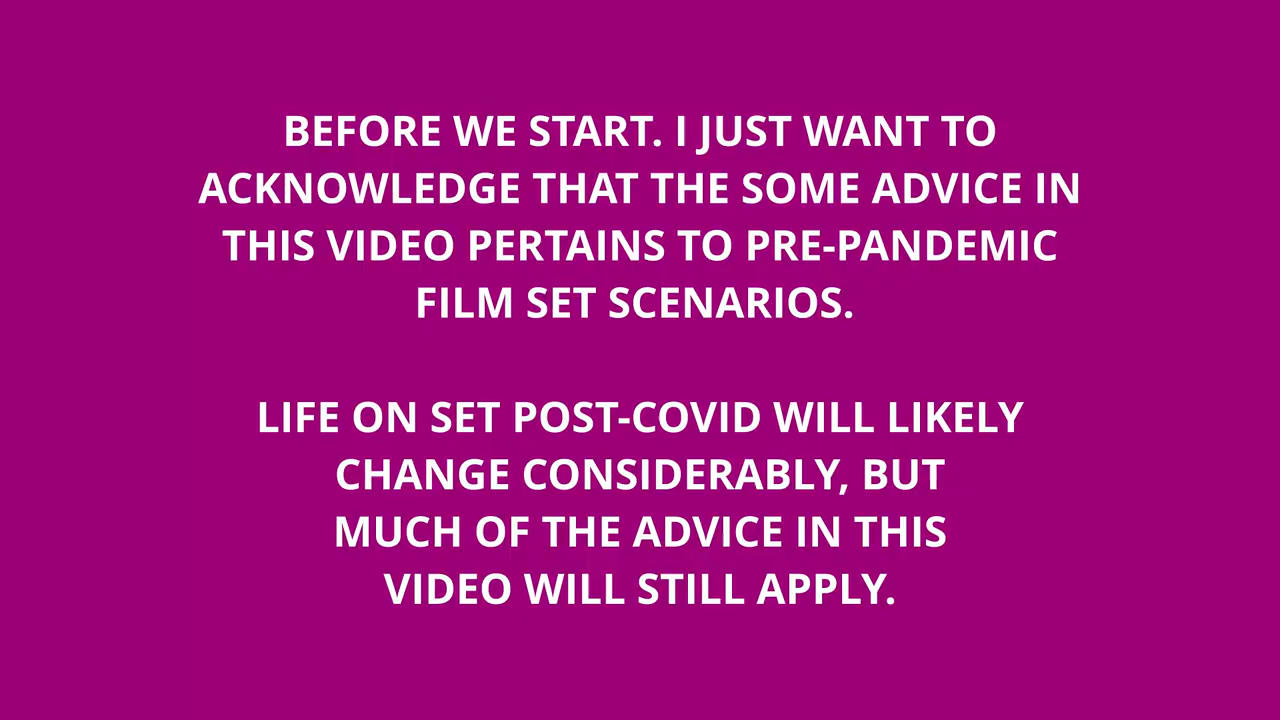 BEFORE WE START. I JUST WANT TO
ACKNOWLEDGE THAT THE SOME ADVICE IN
THIS VIDEO PERTAINS TO PRE-PANDEMIC
FILM SET SCENARIOS.
LIFE ON SET POST-COVID WILL LIKELY
CHANGE CONSIDERABLY, BUT
MUCH OF THE ADVICE IN THIS
VIDEO WILL STILL APPLY.